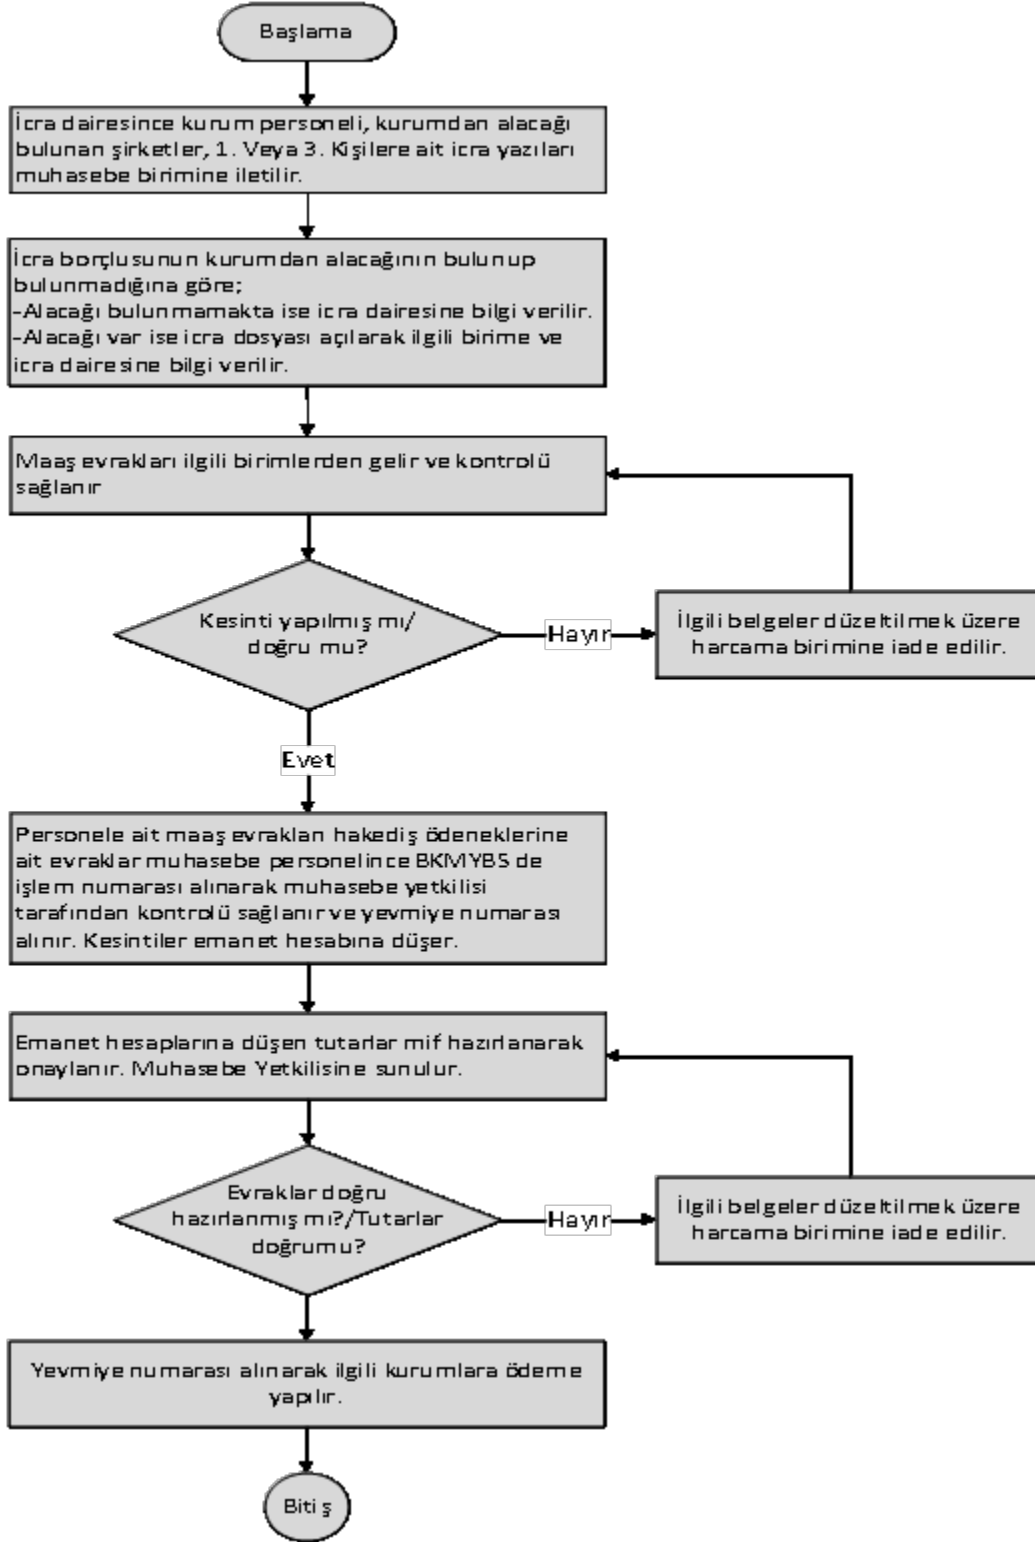 Başlama
İcra dairesince kurum personeli, kurumdan alacağı
bulunan şirketler, 1. Veya 3. Kişilere ait icra yazıları
muhasebe birimine iletilir.
İcra borçlusunun kurumdan alacağının bulunup
bulunmadığına göre;
-Alacağı bulunmamakta ise icra dairesine bilgi verilir.
-Alacağı var ise icra dosyası açılarak ilgili birime ve
icra dairesine bilgi verilir.
Maaş evrakları ilgili birimlerden gelir ve kontrolü
sağlanır
Kesinti yapılmış mı/
doğru mu?
Hayır
İlgili belgeler düzeltilmek üzere
harcama birimine iade edilir.
Evet
Personele ait maaş evrakları hakediş ödeneklerine
ait evraklar muhasebe personelince BKMYBS de
işlem numarası alınarak muhasebe yetkilisi
tarafından kontrolü sağlanır ve yevmiye numarası
alınır. Kesintiler emanet hesabına düşer.
Emanet hesaplarına düşen tutarlar mif hazırlanarak
onaylanır. Muhasebe Yetkilisine sunulur.
Evraklar doğru
hazırlanmış mı?/Tutarlar
doğrumu?
Hayır
İlgili belgeler düzeltilmek üzere
harcama birimine iade edilir.
Yevmiye numarası alınarak ilgili kurumlara ödeme
yapılır.
Bitiş